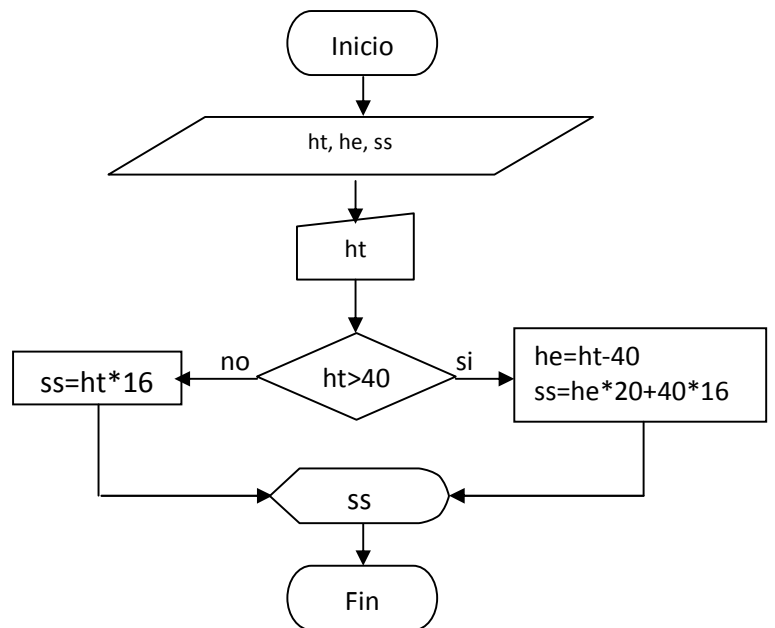 Inicio
ht, he, ss
ht
no
ht>40
si
ss=ht*16
he=ht-40
ss=he*20+40*16
ss
Fin